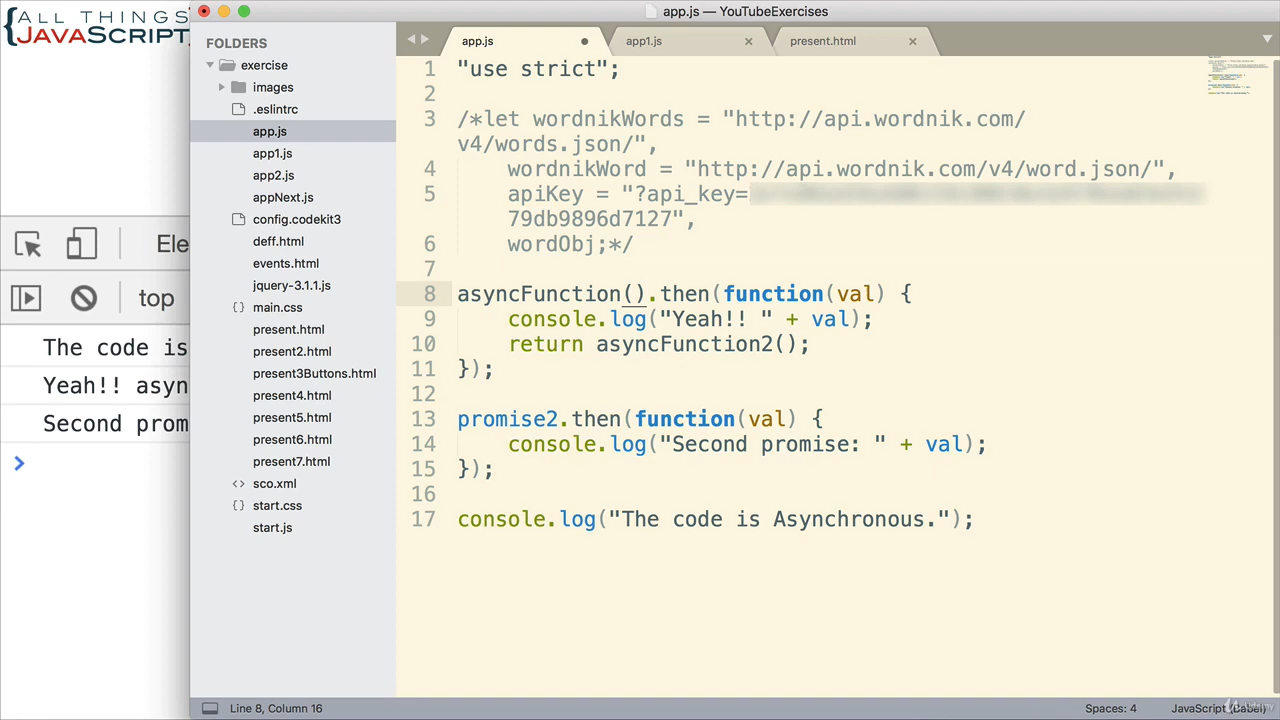 ALL THINGS
JAVASCRIPT
app.js — YouTubeExercises
FOLDERS
exercise
images
.eslintrc
app.js
app1.js
app2.js
appNext.js
config.codekit3
deff.html
events.html
jquery-3.1.1.js
main.css
present.html
present2.html
present3Buttons.html
present4.html
present5.html
present6.html
present7.html
sco.xml
start.css
start.js
app.js
app1.js
present.html
1 "use strict";
2
3 /*let wordnikWords = "http://api.wordnik.com/
v4/words.json/",
4 wordnikWord = "http://api.wordnik.com/v4/word.json/",
5 apiKey = "?api_key=
79db9896d7127",
6 wordObj;*/
7
8 asyncFunction().then(function(val) {
9 console.log("Yeah!! " + val);
10 return asyncFunction2();
11 });
12
13 promise2.then(function(val) {
14 console.log("Second promise: " + val);
15 });
16
17 console.log("The code is Asynchronous.");
Ele
top
The code is
Yeah!! asyn
Second prom
Line 8, Column 16
Spaces: 4
JavaScript (Babel)